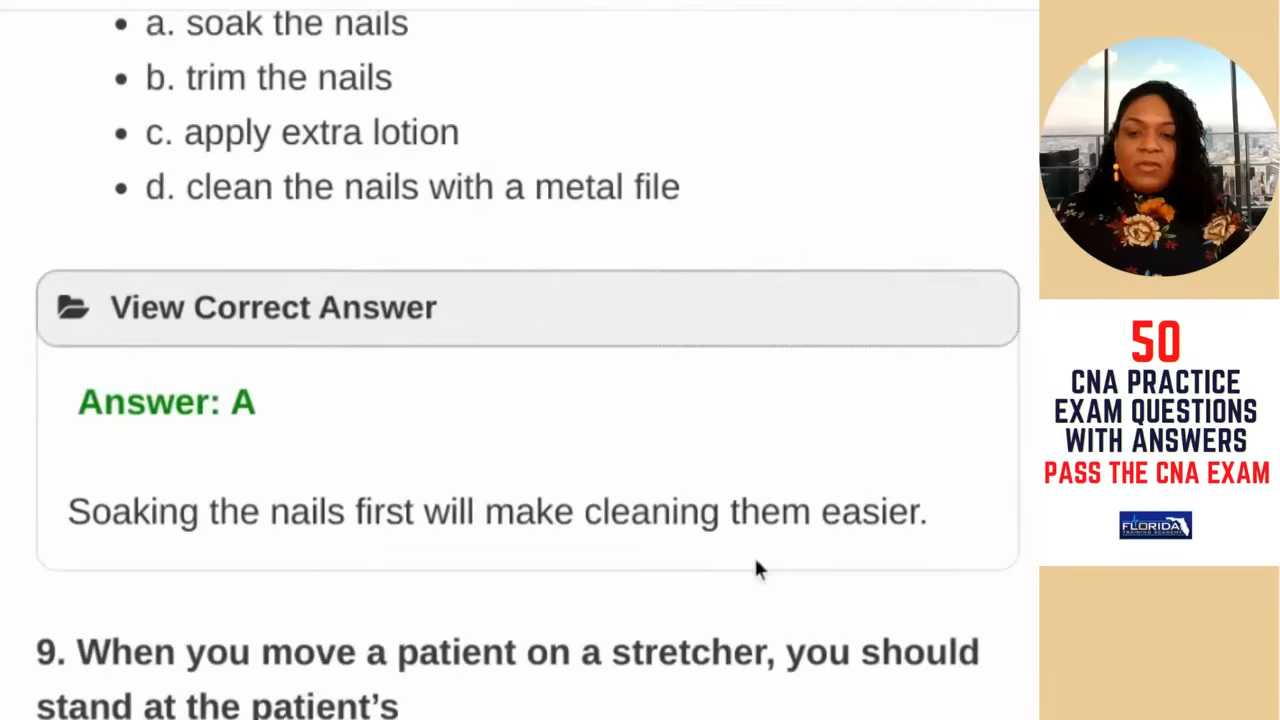 a. soak the nails
b. trim the nails
c. apply extra lotion
d. clean the nails with a metal file
View Correct Answer
Answer: A
Soaking the nails first will make cleaning them easier.
9. When you move a patient on a stretcher, you should
stand at the patient’s
50
CNA PRACTICE
EXAM QUESTIONS
WITH ANSWERS
PASS THE CNA EXAM
FLORIDA
TRAINING ACADEMY